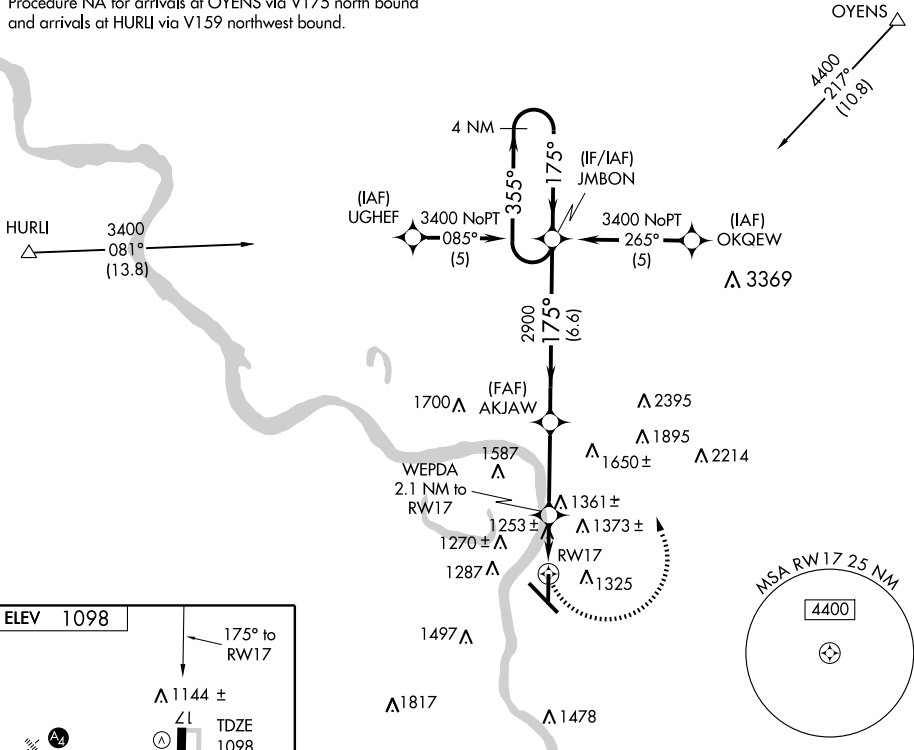 Procedure NA for arrivals at OYENS via V175 north bound
and arrivals at HURLI via V159 northwest bound.
OYENS
4400
217°
(10.8)
4 NM
355°
175°
(IF/IAF)
JMBON
(IAF)
UGHEF
3400 NoPT
085°
(5)
3400 NoPT
265°
(5)
(IAF)
OKQEW
HURLI
3400
081°
(13.8)
3369
2900
175°
(6.6)
(FAF)
AKJAW
1700
2395
1895
1650 ±
2214
1587
WEPDA
2.1 NM to
RW17
1361 ±
1253 ±
1373 ±
1270 ±
1287
RW17
1325
MSA RW 17 25 NM
4400
ELEV 1098
175° to
RW17
1497
1144 ±
17
TDZE
1098
A4
1817
1478